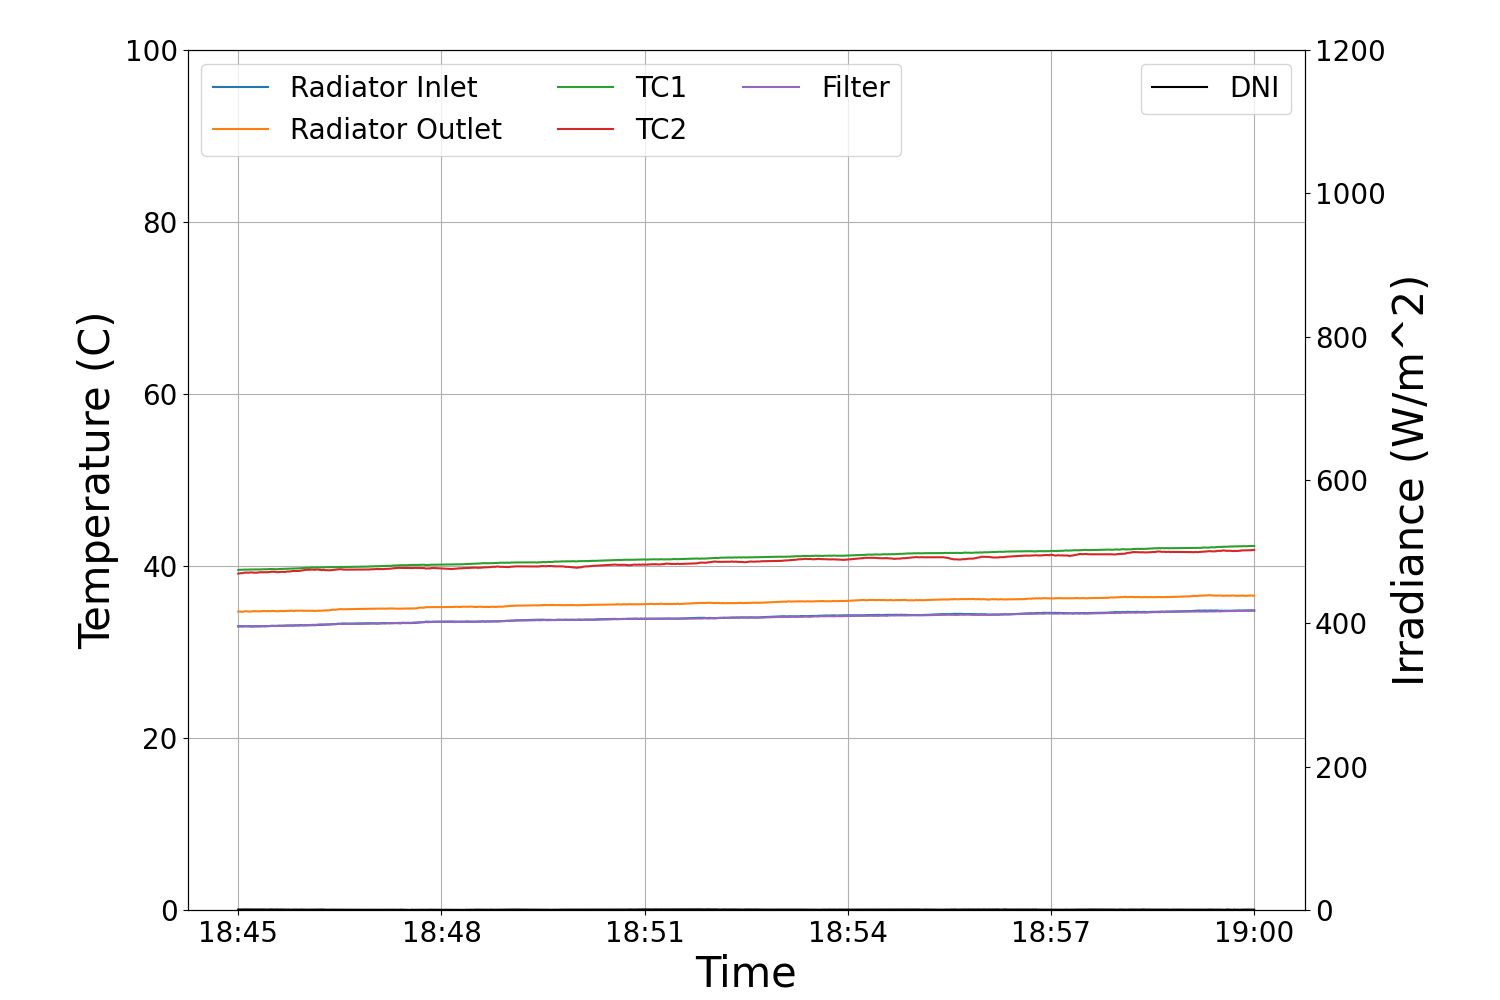 Radiator Inlet
Radiator Outlet
TC1
TC2
Filter
DNI
Temperature (C)
100
80
60
40
20
0
1200
1000
800
600
400
200
0
Irradiance (W/m^2)
18:45 18:48 18:51 18:54 18:57 19:00
Time